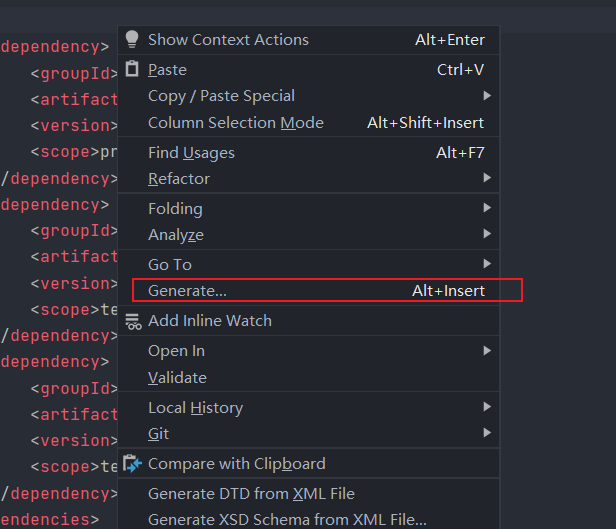 dependency>
<groupId>
<artifact
<version>
<scope>pr
/dependency>
dependency>
<groupId>
<artifact
<version>
<scope>te
/dependency>
dependency>
<groupId>
<artifact
<version>
<scope>te
/dependency>
endencies>
Show Context Actions Alt+Enter
Paste Ctrl+V
Copy / Paste Special
Column Selection Mode Alt+Shift+Insert
Find Usages Alt+F7
Refactor
Folding
Analyze
Go To
Generate... Alt+Insert
Add Inline Watch
Open In
Validate
Local History
Git
Compare with Clipboard
Generate DTD from XML File
Generate XSD Schema from XML File...